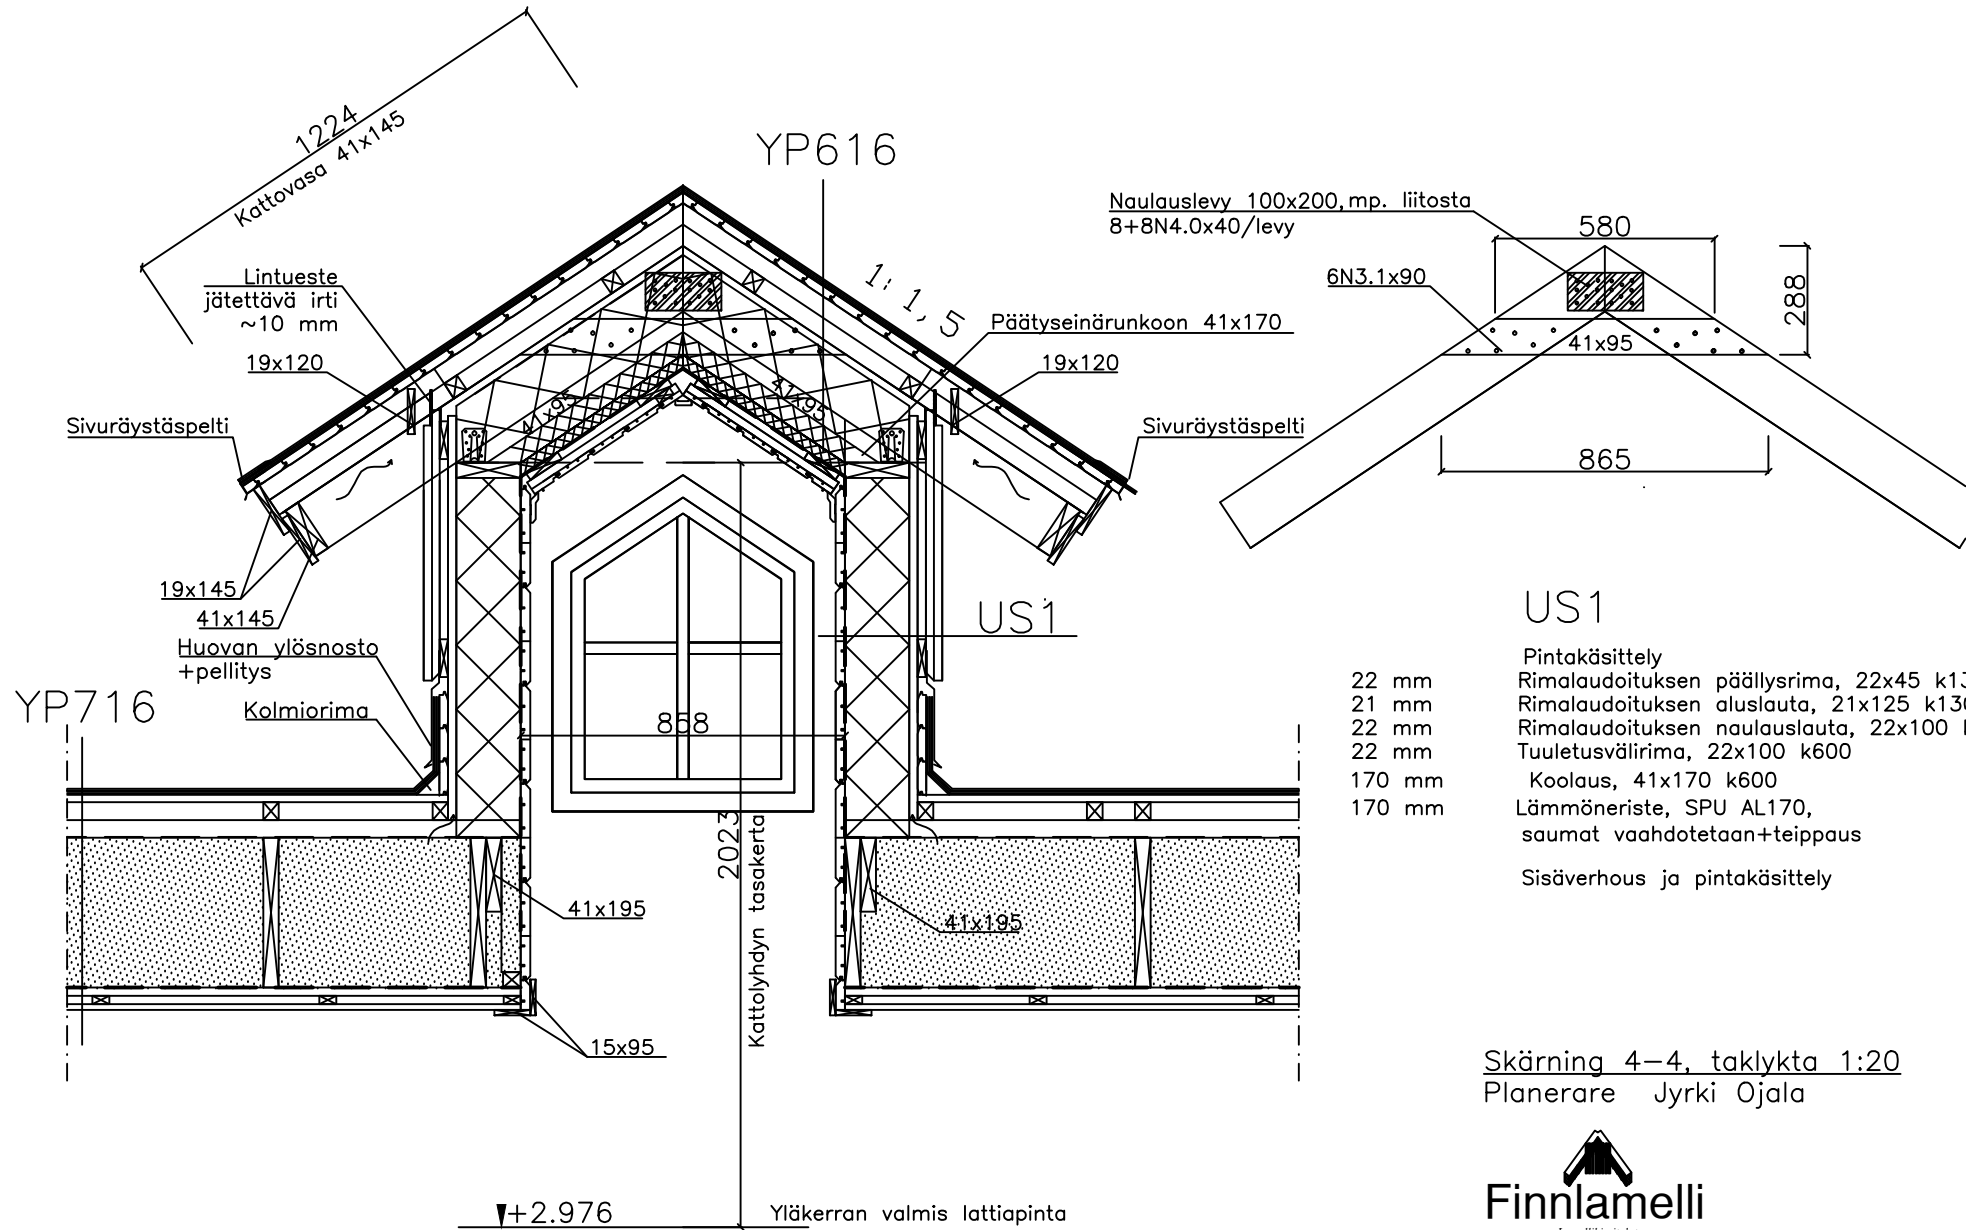 1224
Kattovasa 41x145
YP616
Lintueste
jätettävä irti
~10 mm
19x120
Sivuräystäspelti
1: 1,5
Päätyseinärunkoon 41x170
19x120
Sivuräystäspelti
41x95
41x95
19x145
41x145
Huovan ylösnosto
+pellitys
YP716
Kolmiorima
US1
858
2023
Kattolyhdyn tasakerta
41x195
41x195
15x95
+2.976
Yläkerran valmis lattiapinta
Naulauslevy 100x200, mp. liitosta
8+8N4.0x40/levy
6N3.1x90
580
288
41x95
865
US1
Pintakäsittely
22 mm Rimalaudoituksen päällysrima, 22x45
21 mm Rimalaudoituksen aluslauta, 21x125
22 mm Rimalaudoituksen naulauslauta, 22x100
22 mm Tuuletusvälirima, 22x100 k600
170 mm Koolaus, 41x170 k600
170 mm Lämmöneriste, SPU AL170,
saumat vaahdotetaan+teippaus
Sisäverhous ja pintakäsittely
Skärning 4-4, taklykta 1:20
Planerare Jyrki Ojala
Finnlamelli